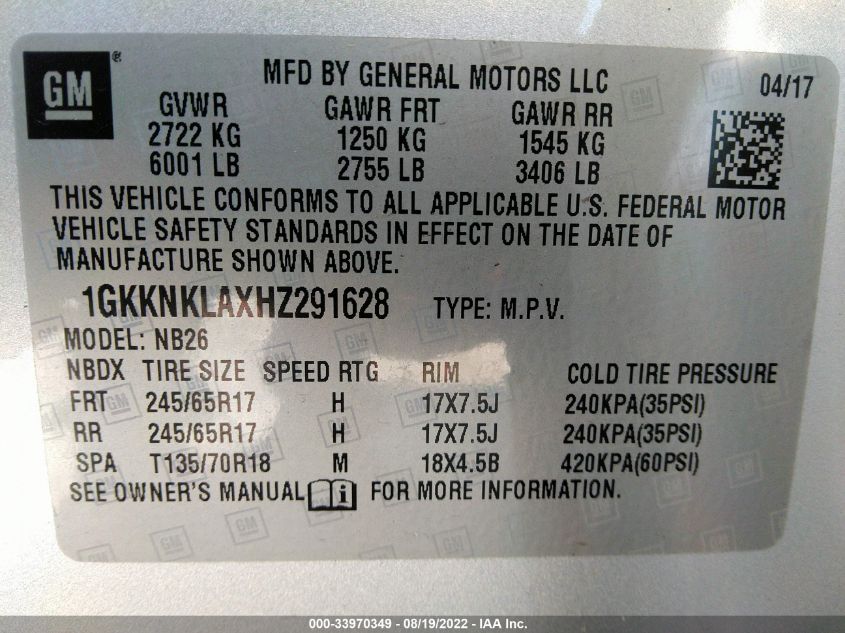 GM ®
MFD BY GENERAL MOTORS LLC 04/17
GVWR GAWR FRT GAWR RR
2722 KG 1250 KG 1545 KG
6001 LB 2755 LB 3406 LB
THIS VEHICLE CONFORMS TO ALL APPLICABLE U.S. FEDERAL MOTOR
VEHICLE SAFETY STANDARDS IN EFFECT ON THE DATE OF
MANUFACTURE SHOWN ABOVE.
1GKKNKLAXHZ291628 TYPE: M.P.V.
MODEL: NB26
NBDX TIRE SIZE SPEED RTG RIM COLD TIRE PRESSURE
FRT 245/65R17 H 17X7.5J 240KPA(35PSI)
RR 245/65R17 H 17X7.5J 240KPA(35PSI)
SPA T135/70R18 M 18X4.5B 420KPA(60PSI)
SEE OWNER'S MANUAL i FOR MORE INFORMATION.
000-33970349 - 08/19/2022 - IAA Inc.